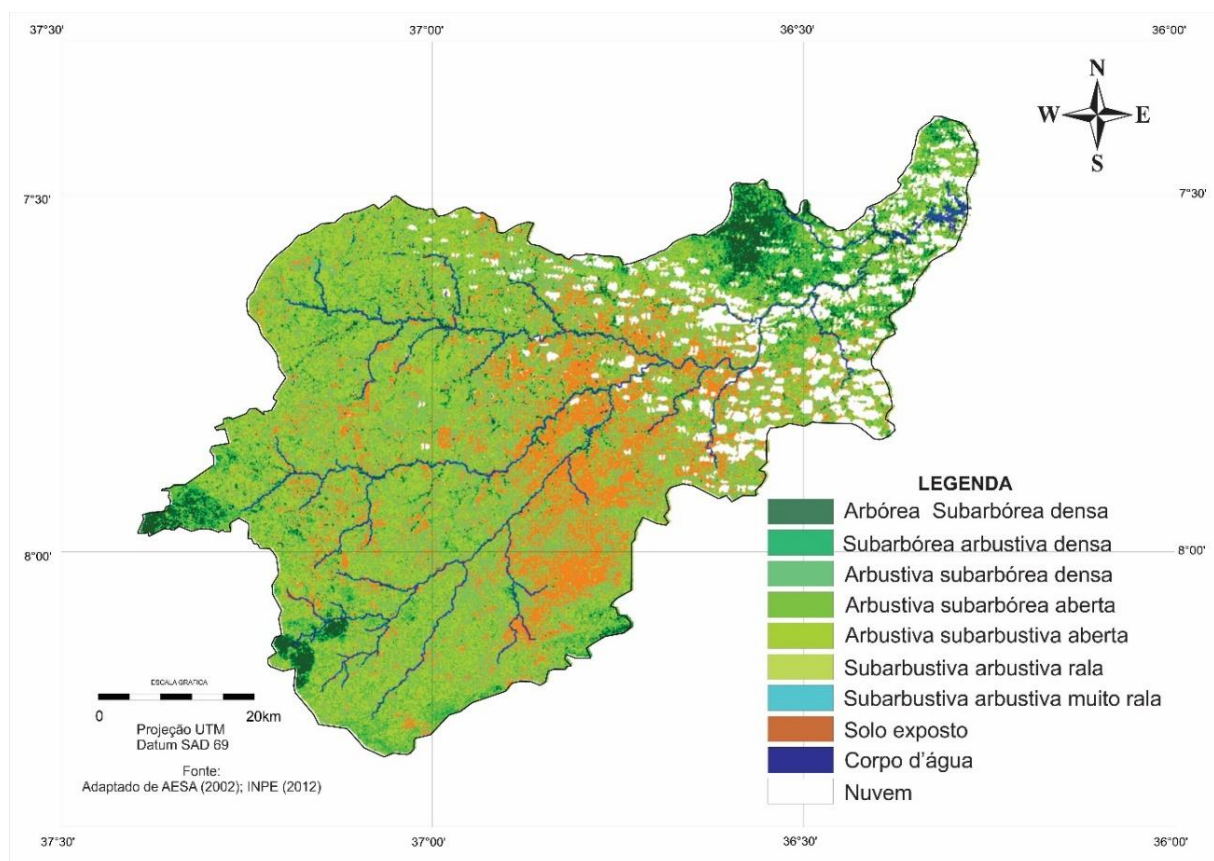 37°30' 37°00' 36°30' 36°00'
N
W E
S
7°30' 7°30'
8°00' 8°00'
LEGENDA
Arbórea Subarbórea densa
Subarbórea arbustiva densa
Arbustiva subarbórea densa
Arbustiva subarbórea aberta
Arbustiva subarbustiva aberta
Subarbustiva arbustiva rala
Subarbustiva arbustiva muito rala
Solo exposto
Corpo d'água
Nuvem
ESCALA GRAFICA
0 20km
Projeção UTM
Datum SAD 69
Fonte:
Adaptado de AESA (2002); INPE (2012)
37°30' 37°00' 36°30' 36°00'